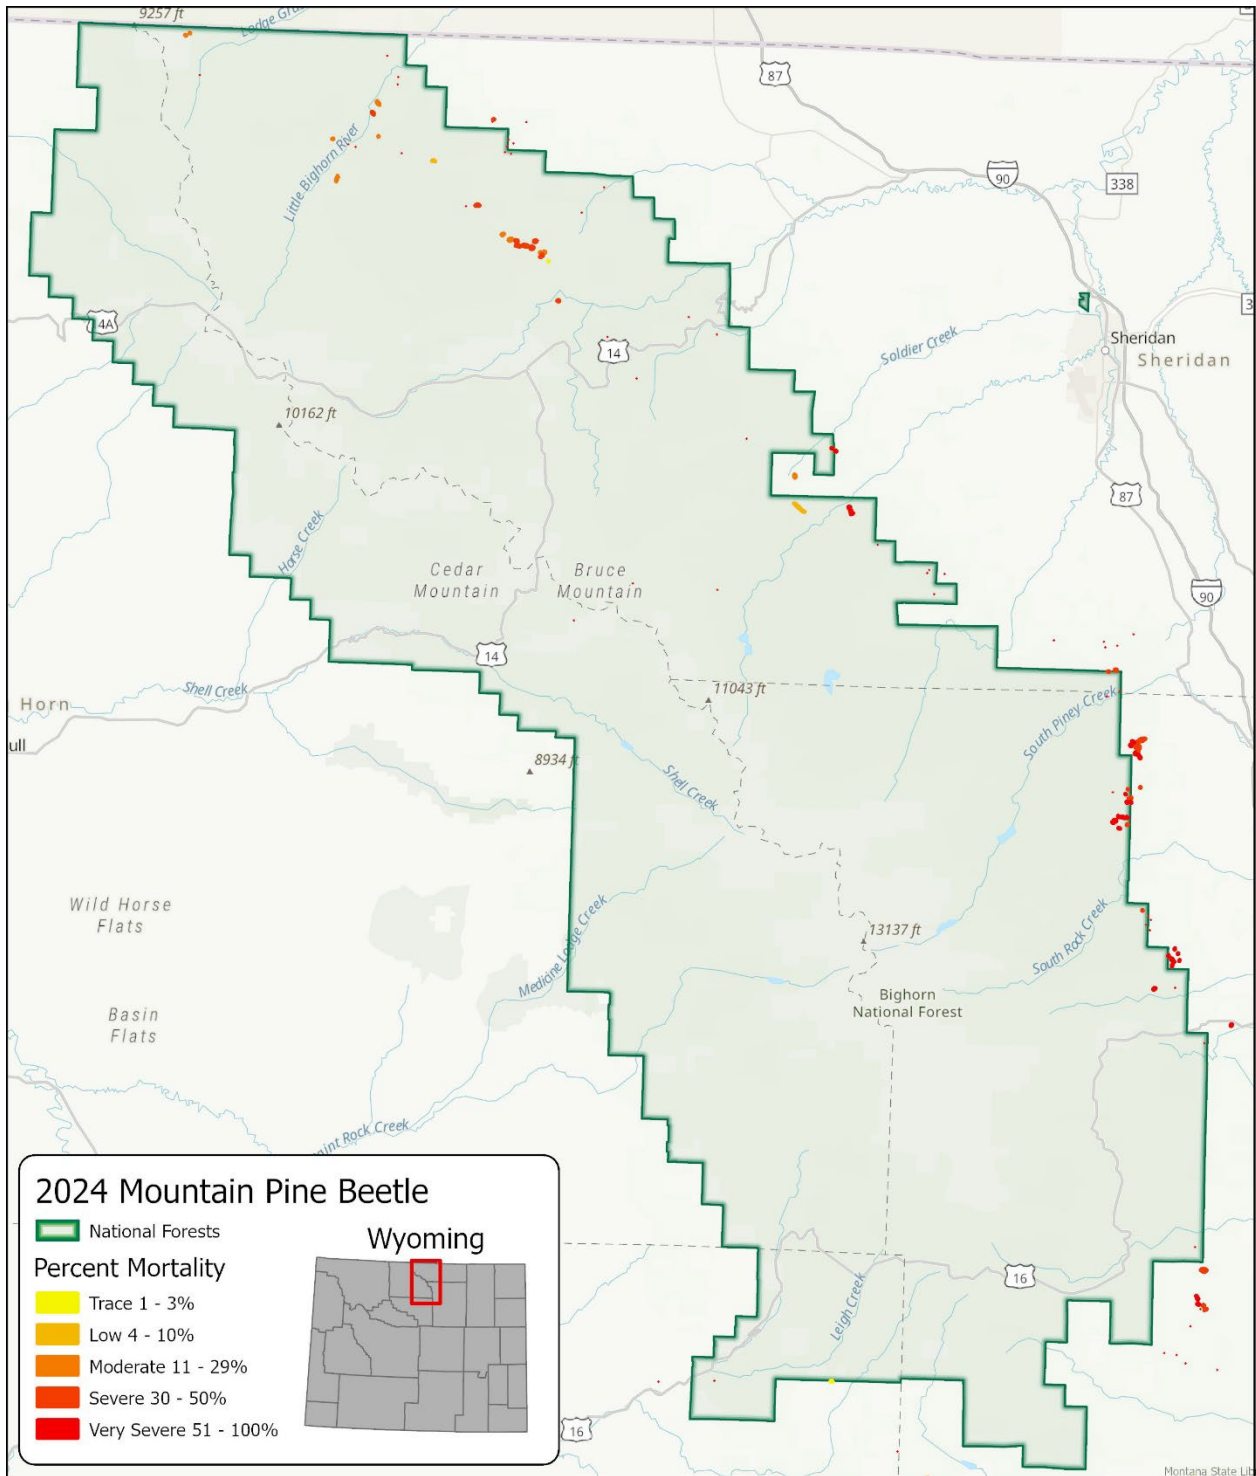 9257 ft
Lodge Gra
87
Little Bighorn River
90
338
3
4A
Sheridan
Sheridan
Soldier Creek
14
10162 ft
87
Horse Creek
Cedar
Mountain
Bruce
Mountain
90
14
Shell Creek
Horn
11043 ft
South Piney Creek
ull
8934 ft
Shell Creek
Wild Horse
Flats
Medicine Lodge Creek
13137 ft
South Rock Creek
Bighorn
National Forest
Basin
Flats
aint Rock Creek
2024 Mountain Pine Beetle
National Forests
Wyoming
Percent Mortality
Trace 1 - 3%
Low 4 - 10%
Moderate 11 - 29%
Severe 30 - 50%
Very Severe 51 - 100%
16
Leigh Creek
16
Montana State Lib